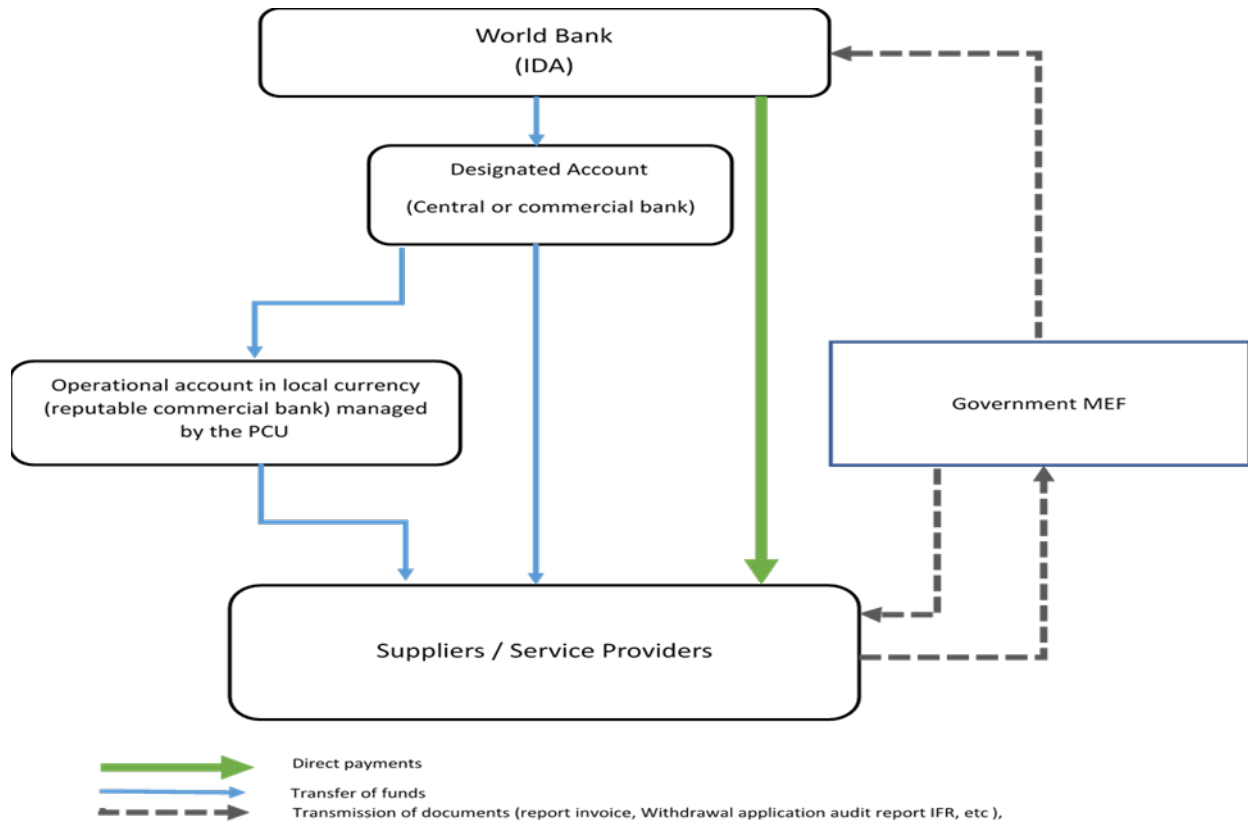 World Bank
(IDA)
Designated Account
(Central or commercial bank)
Operational account in local currency
(reputable commercial bank) managed
by the PCU
Government MEF
Suppliers / Service Providers
Direct payments
Transfer of funds
Transmission of documents (report invoice, Withdrawal application audit report IFR, etc ),